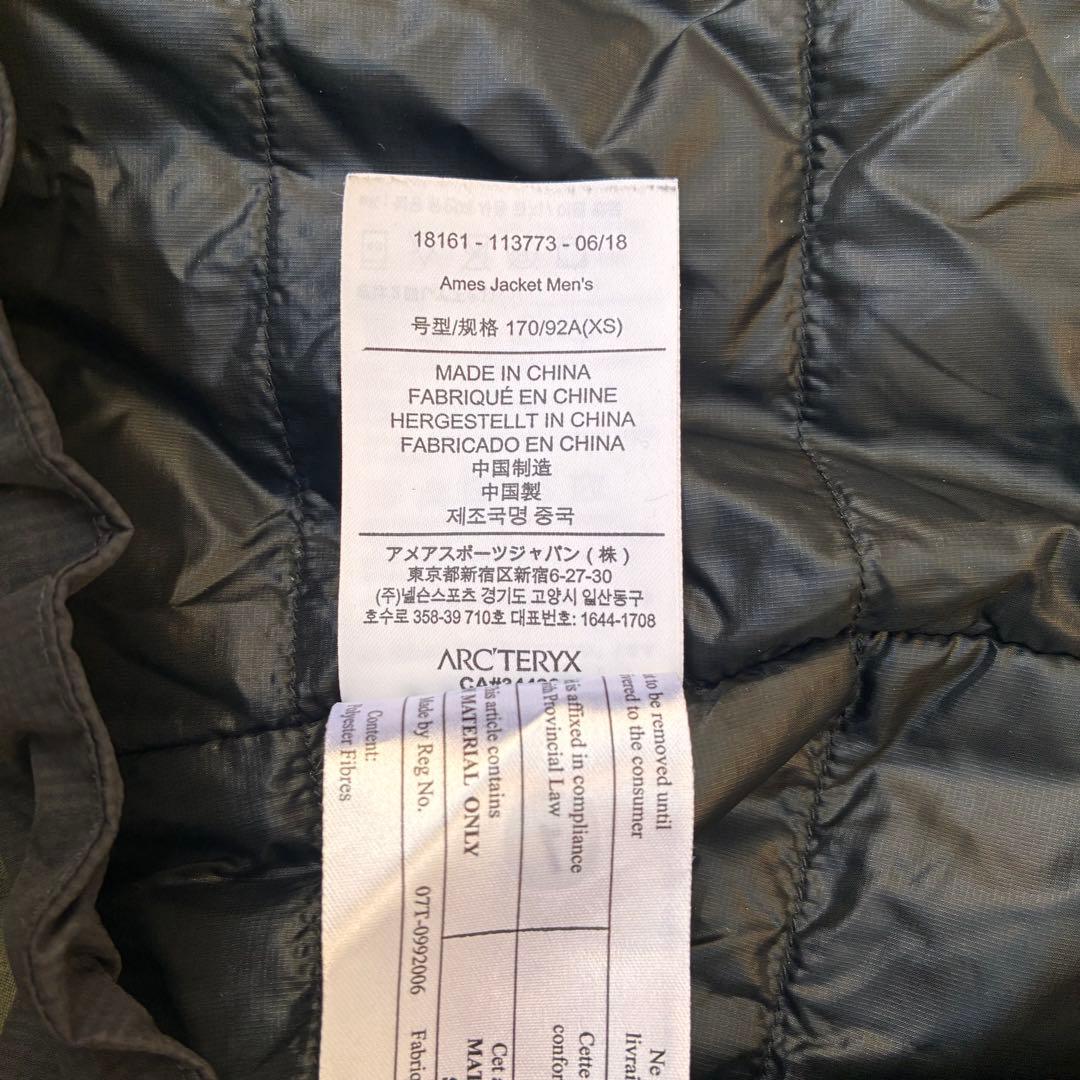 18161 - 113773 - 06/18
Ames Jacket Men's
号型/规格 170/92A(XS)
MADE IN CHINA
FABRIQUÉ EN CHINE
HERGESTELLT IN CHINA
FABRICADO EN CHINA
中国制造
中国製
제조국명 중국
アメアスポーツジャパン ( 株 )
東京都新宿区新宿6-27-30
(주)넬슨스포츠 경기도 고양시 일산동구
호수로 358-39 710호 대표번호: 1644-1708
ARC'TERYX
to be removed until
to the consumer
Ne
is affixed in compliance
Provincial Law
Cette
article contains
MATERIAL ONLY
Made by Reg No. 07T-0992006
Content:
Fibres